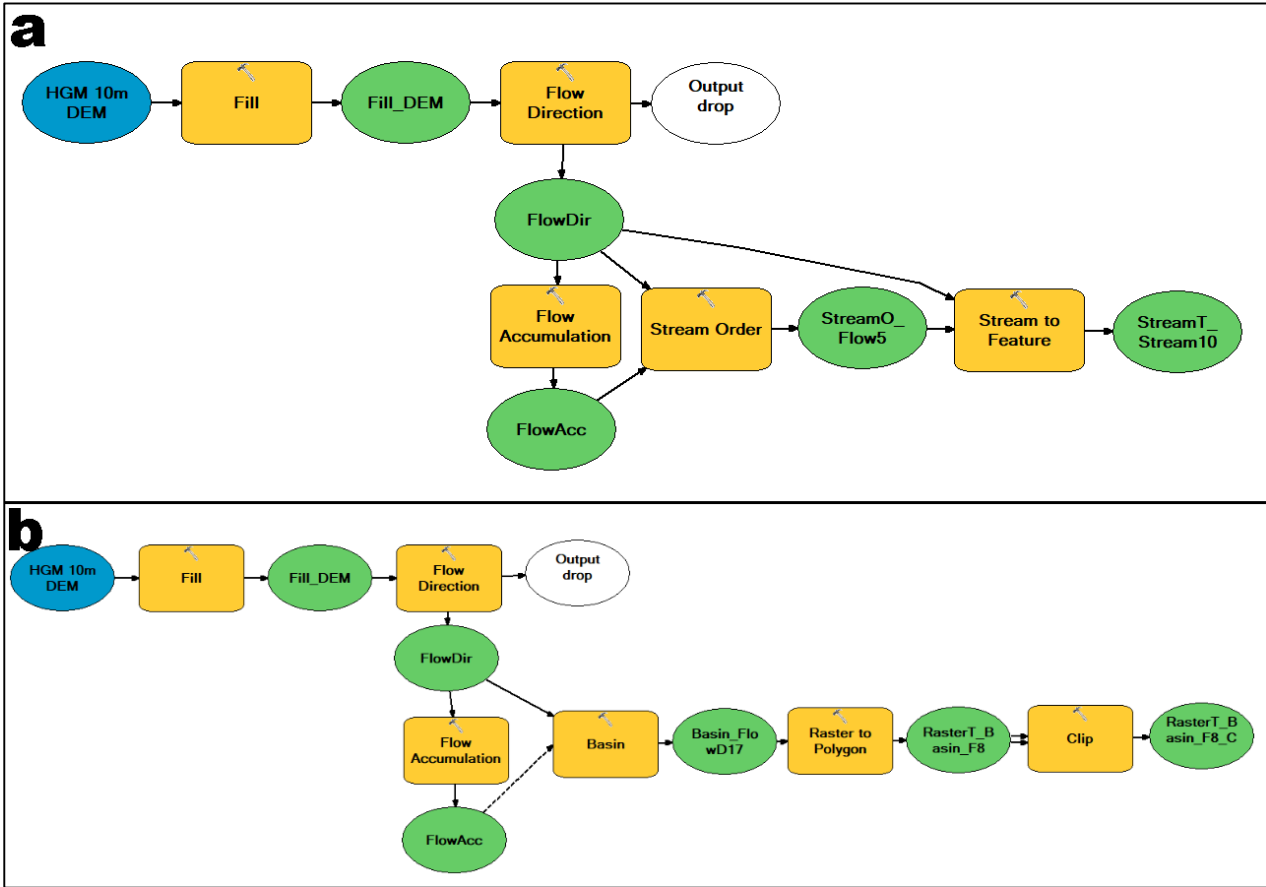 a
HGM 10m
DEM
Fill
Fill_DEM
Flow
Direction
Output
drop
FlowDir
Flow
Accumulation
Stream Order
StreamO_
Flow5
Stream to
Feature
StreamT_
Stream10
FlowAcc
b
HGM 10m
DEM
Fill
Fill_DEM
Flow
Direction
Output
drop
FlowDir
Flow
Accumulation
Basin
Basin_Flo
wD17
Raster to
Polygon
RasterT_B
asin_F8
Clip
RasterT_B
asin_F8_C
FlowAcc